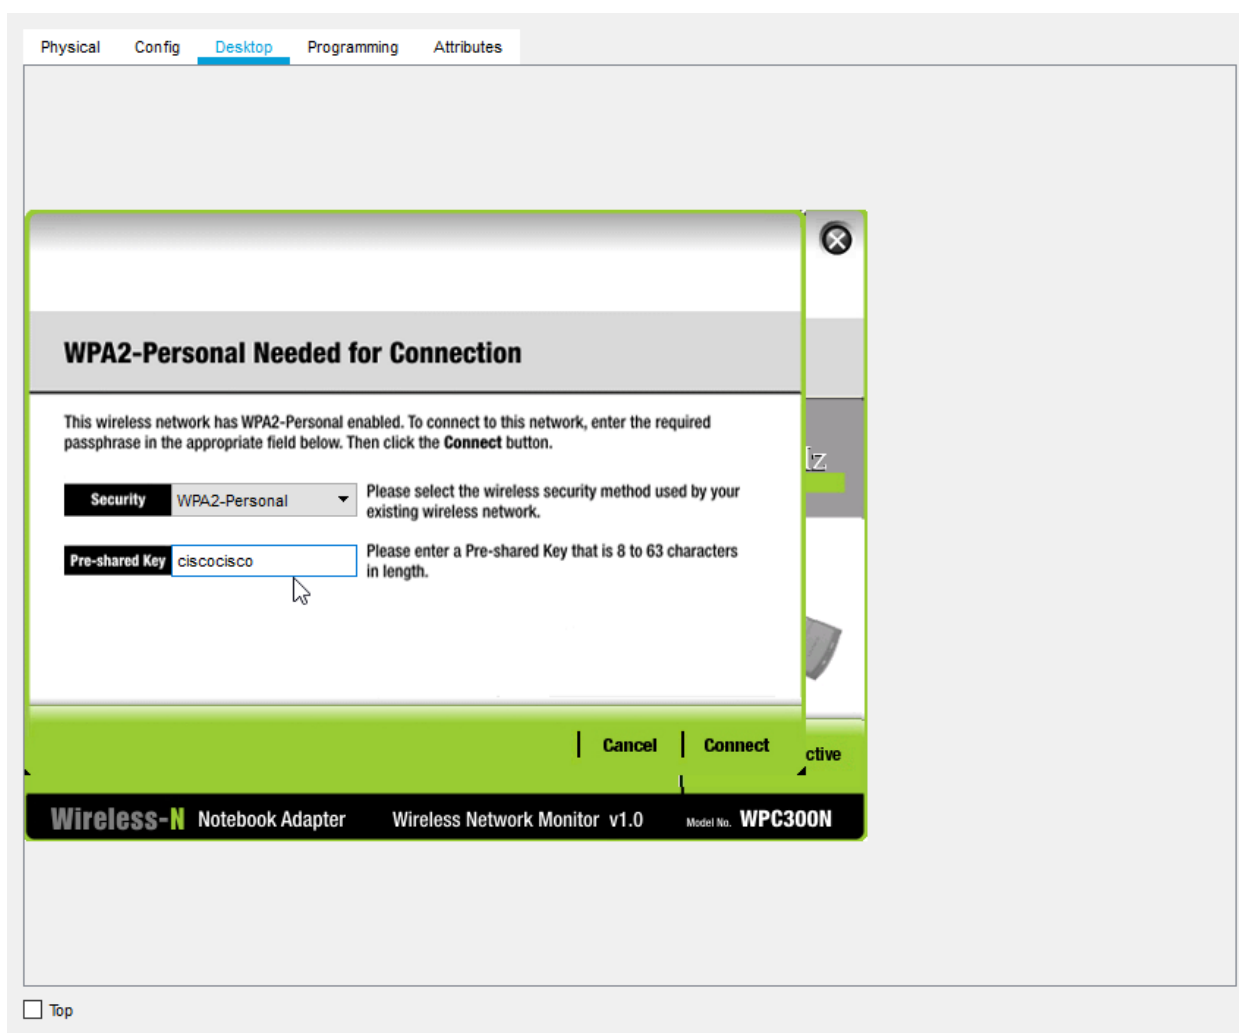 Physical Config Desktop Programming Attributes
WPA2-Personal Needed for Connection
This wireless network has WPA2-Personal enabled. To connect to this network, enter the required
passphrase in the appropriate field below. Then click the Connect button.
Security WPA2-Personal Please select the wireless security method used by your
existing wireless network.
Pre-shared Key ciscocisco Please enter a Pre-shared Key that is 8 to 63 characters
in length.
Cancel Connect
ctive
Wireless-N Notebook Adapter Wireless Network Monitor v1.0 Model No. WPC300N
Top